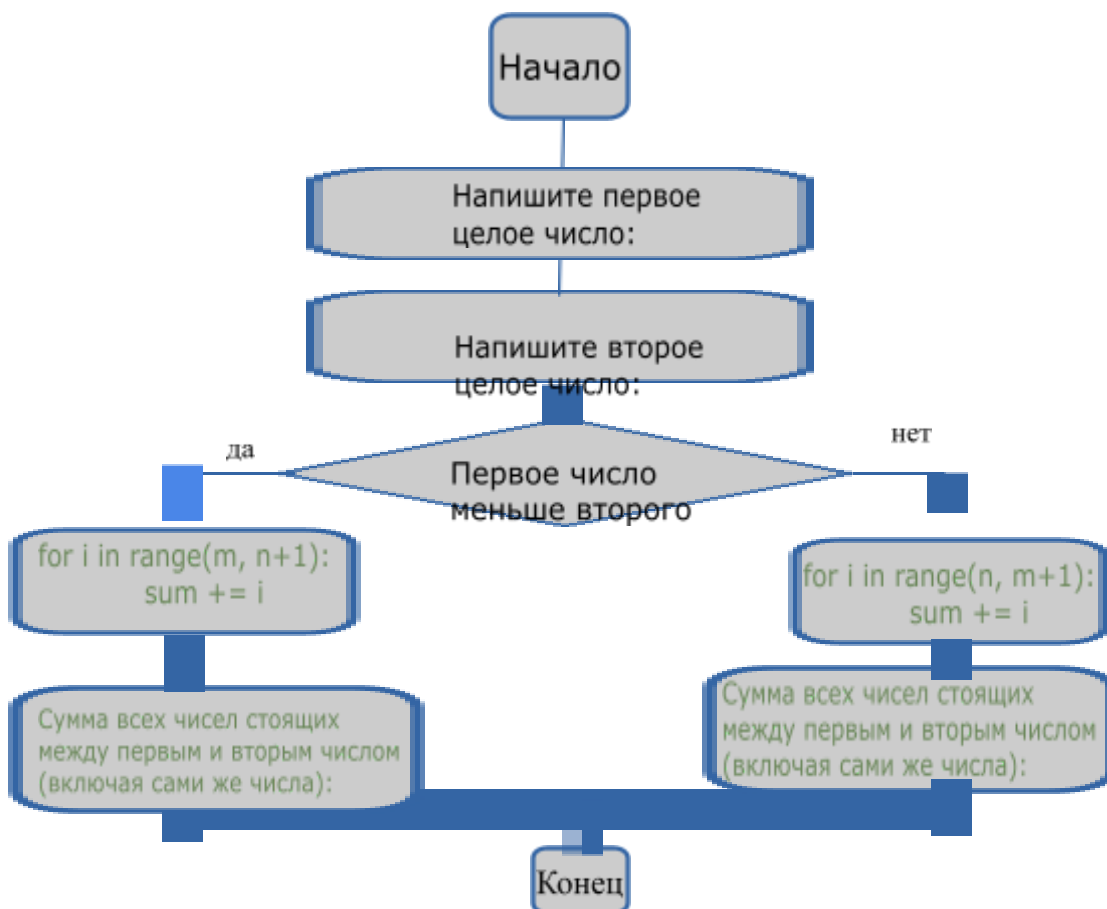 Начало
Напишите первое
целое число:
Напишите второе
целое число:
да
нет
Первое число
меньше второго
for i in range(m, n+1):
sum += i
for i in range(n, m+1):
sum += i
Сумма всех чисел стоящих
между первым и вторым числом
(включая сами же числа):
Сумма всех чисел стоящих
между первым и вторым числом
(включая сами же числа):
Конец